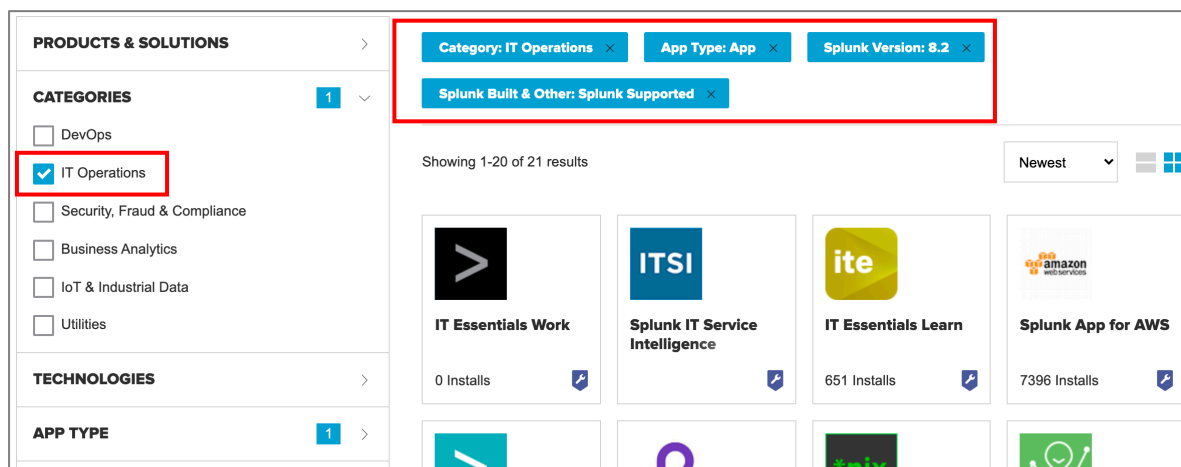 PRODUCTS & SOLUTIONS
CATEGORIES 1
DevOps
IT Operations
Security, Fraud & Compliance
Business Analytics
IoT & Industrial Data
Utilities
TECHNOLOGIES
APP TYPE 1
Category: IT Operations ×
App Type: App ×
Splunk Version: 8.2 ×
Splunk Built & Other: Splunk Supported ×
Showing 1-20 of 21 results
Newest
IT Essentials Work
0 Installs
ITSI
Splunk IT Service
Intelligence
ite
IT Essentials Learn
651 Installs
amazon
webservices
Splunk App for AWS
7396 Installs
*nix